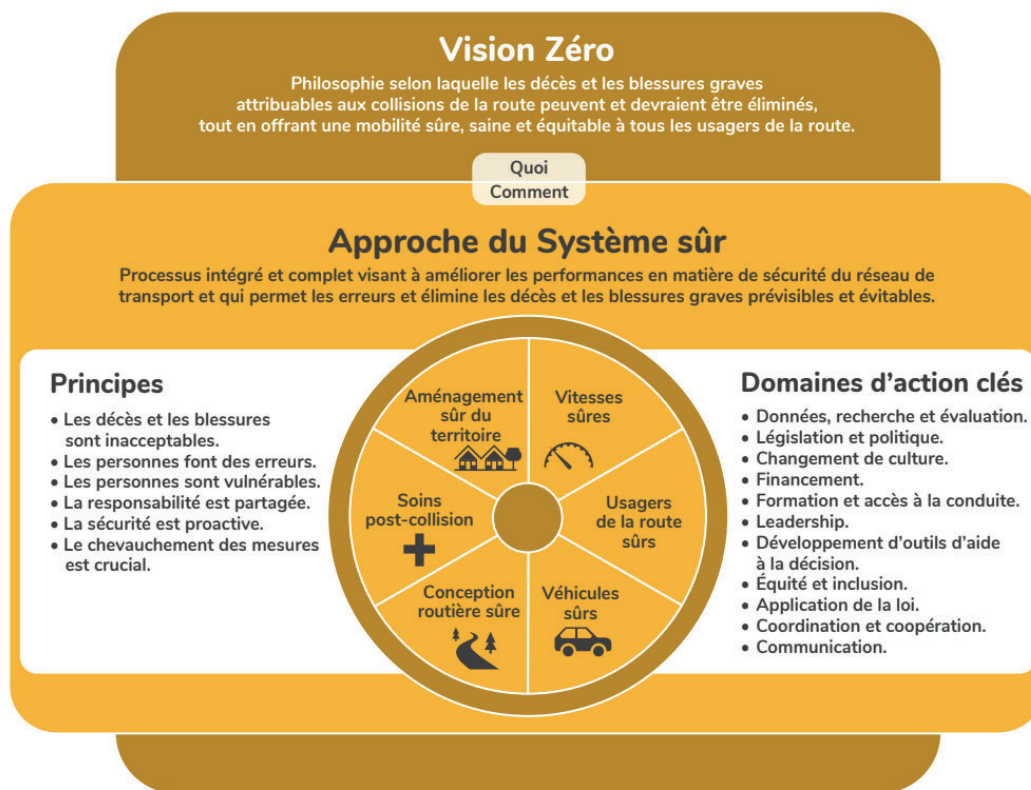 Vision Zéro
Philosophie selon laquelle les décès et les blessures graves
attribuables aux collisions de la route peuvent et devraient être éliminés,
tout en offrant une mobilité sûre, saine et équitable à tous les usagers de la route.
Quoi
Comment
Approche du Système sûr
Processus intégré et complet visant à améliorer les performances en matière de sécurité du réseau de
transport et qui permet les erreurs et élimine les décès et les blessures graves prévisibles et évitables.
Principes
• Les décès et les blessures
sont inacceptables.
• Les personnes font des erreurs.
• Les personnes sont vulnérables.
• La responsabilité est partagée.
• La sécurité est proactive.
• Le chevauchement des mesures
est crucial.
Aménagement
sûr du
territoire
Vitesses
sûres
Soins
post-collision
Usagers
de la route
sûrs
Conception
routière sûre
Véhicules
sûrs
Domaines d'action clés
• Données, recherche et évaluation.
• Législation et politique.
• Changement de culture.
• Financement.
• Formation et accès à la conduite.
• Leadership.
• Développement d'outils d'aide
à la décision.
• Équité et inclusion.
• Application de la loi.
• Coordination et coopération.
• Communication.